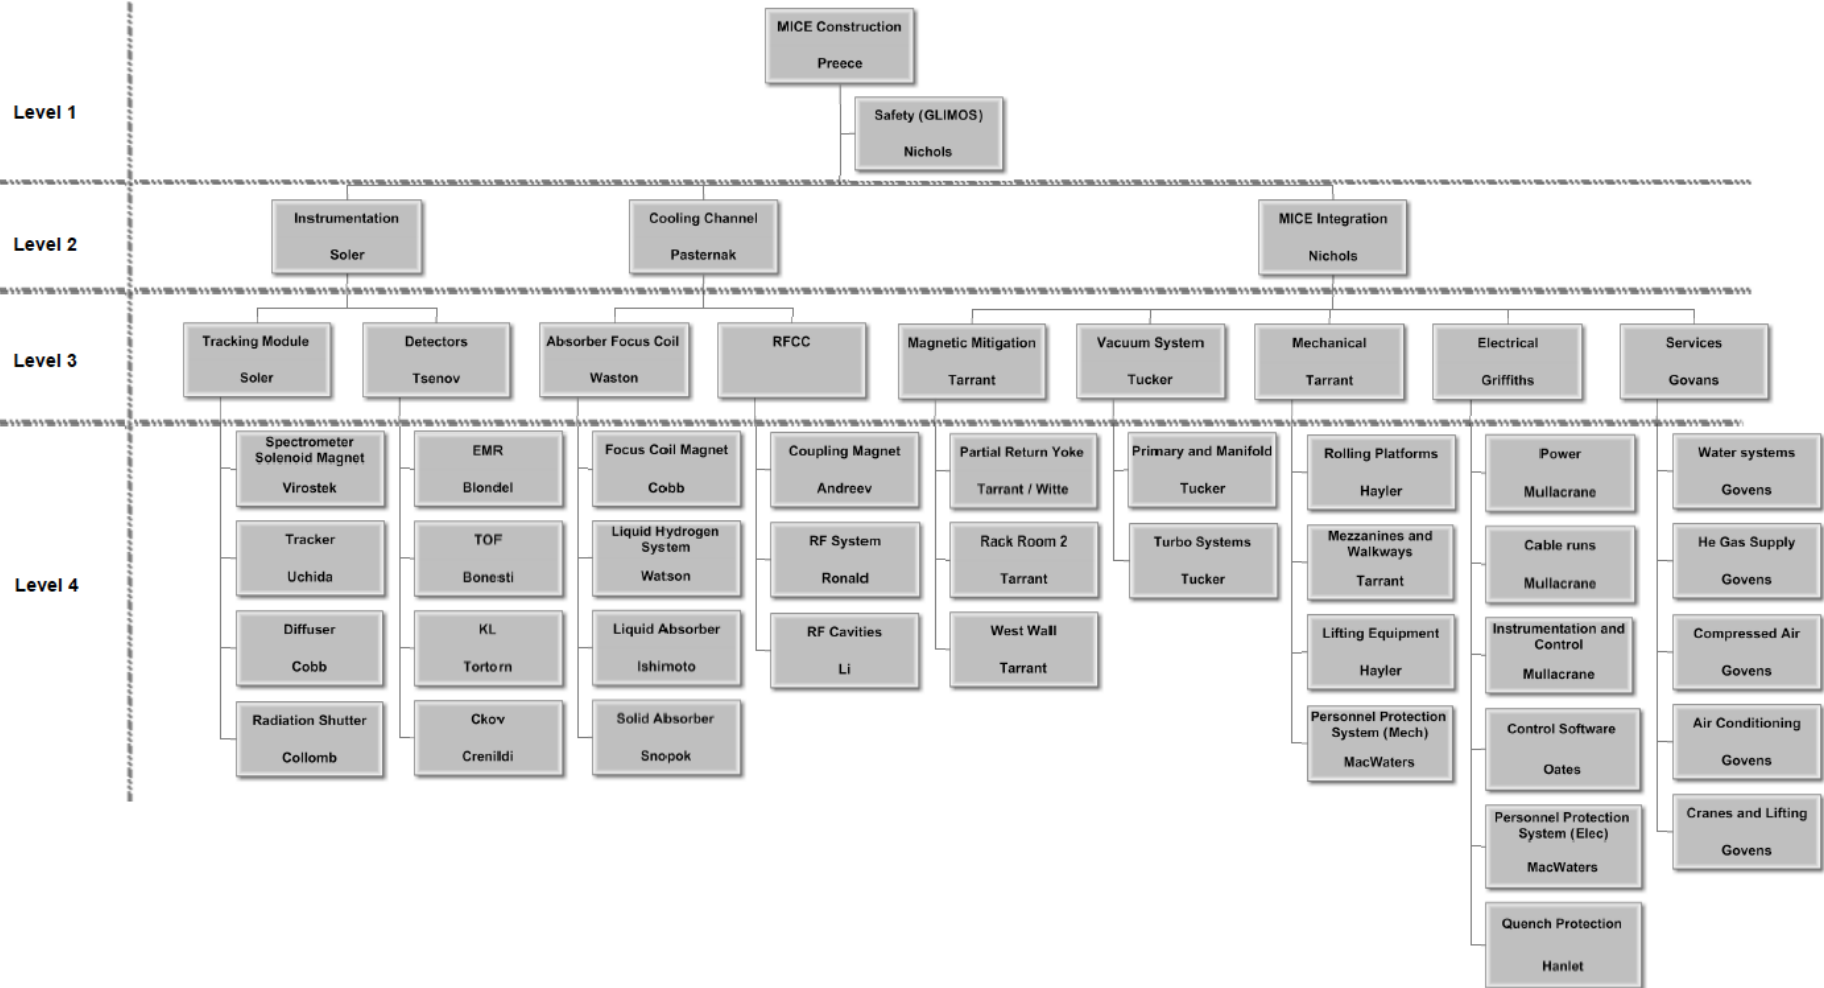 MICE Construction
Preece
Level 1
Safety (GLIMOS)
Nichols
Level 2
Instrumentation
Soler
Cooling Channel
Pasternak
MICE Integration
Nichols
Level 3
Tracking Module
Soler
Detectors
Tsenov
Absorber Focus Coil
Waston
RFCC
Magnetic Mitigation
Tarrant
Vacuum System
Tucker
Mechanical
Tarrant
Electrical
Griffiths
Services
Govans
Level 4
Spectrometer
Solenoid Magnet
Virostek
Tracker
Uchida
Diffuser
Cobb
Radiation Shutter
Collomb
EMR
Blondel
TOF
Bonesti
KL
Tortorn
Ckov
Crenildi
Focus Coil Magnet
Cobb
Liquid Hydrogen
System
Watson
Liquid Absorber
Ishimoto
Solid Absorber
Snopok
Coupling Magnet
Andreev
RF System
Ronald
RF Cavities
Li
Partial Return Yoke
Tarrant / Witte
Rack Room 2
Tarrant
West Wall
Tarrant
Primary and Manifold
Tucker
Turbo Systems
Tucker
Rolling Platforms
Hayler
Mezzanines and
Walkways
Tarrant
Lifting Equipment
Hayler
Personnel Protection
System (Mech)
MacWaters
Power
Mullacrane
Cable runs
Mullacrane
Instrumentation and
Control
Mullacrane
Control Software
Oates
Personnel Protection
System (Elec)
MacWaters
Quench Protection
Hanlet
Water systems
Govens
He Gas Supply
Govens
Compressed Air
Govens
Air Conditioning
Govens
Cranes and Lifting
Govens